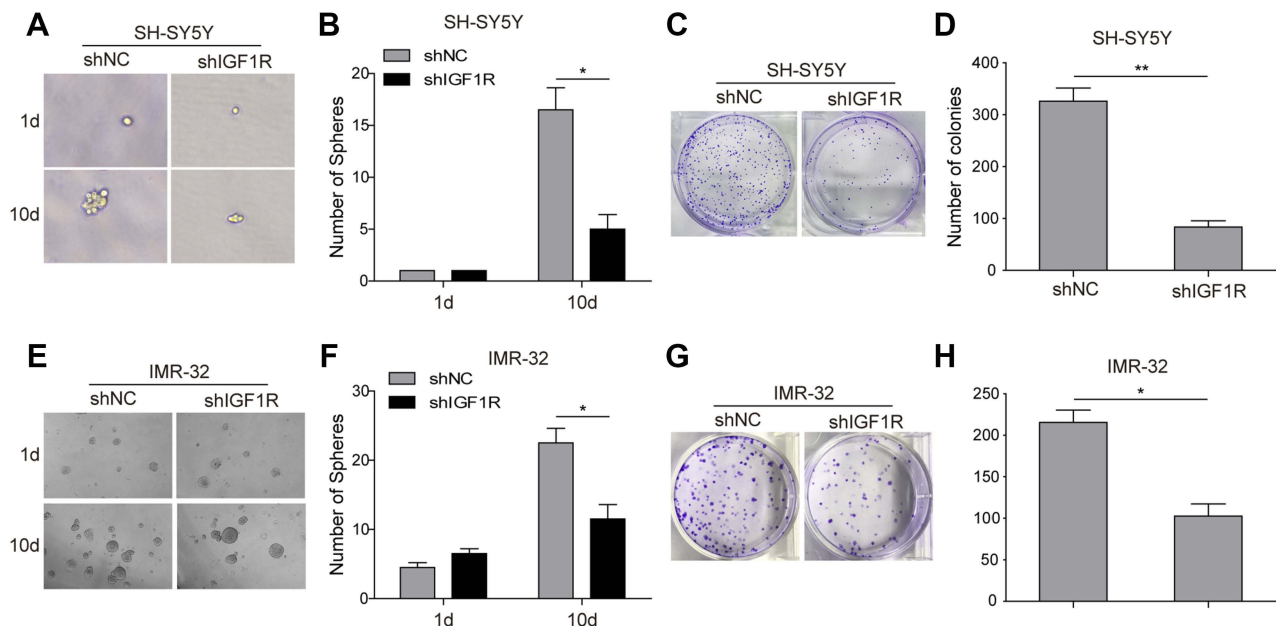 A
SH-SY5Y
shNC
shIGF1R
1d
10d
B
SH-SY5Y
shNC
shIGF1R
*
20
15
10
5
0
Number of Spheres
1d
10d
C
SH-SY5Y
shNC
shIGF1R
D
SH-SY5Y
**
400
300
200
100
0
Number of colonies
shNC
shIGF1R
E
IMR-32
shNC
shIGF1R
1d
10d
F
IMR-32
shNC
shIGF1R
*
30
20
10
0
Number of Spheres
1d
10d
G
IMR-32
shNC
shIGF1R
H
IMR-32
*
250
200
150
100
50
0